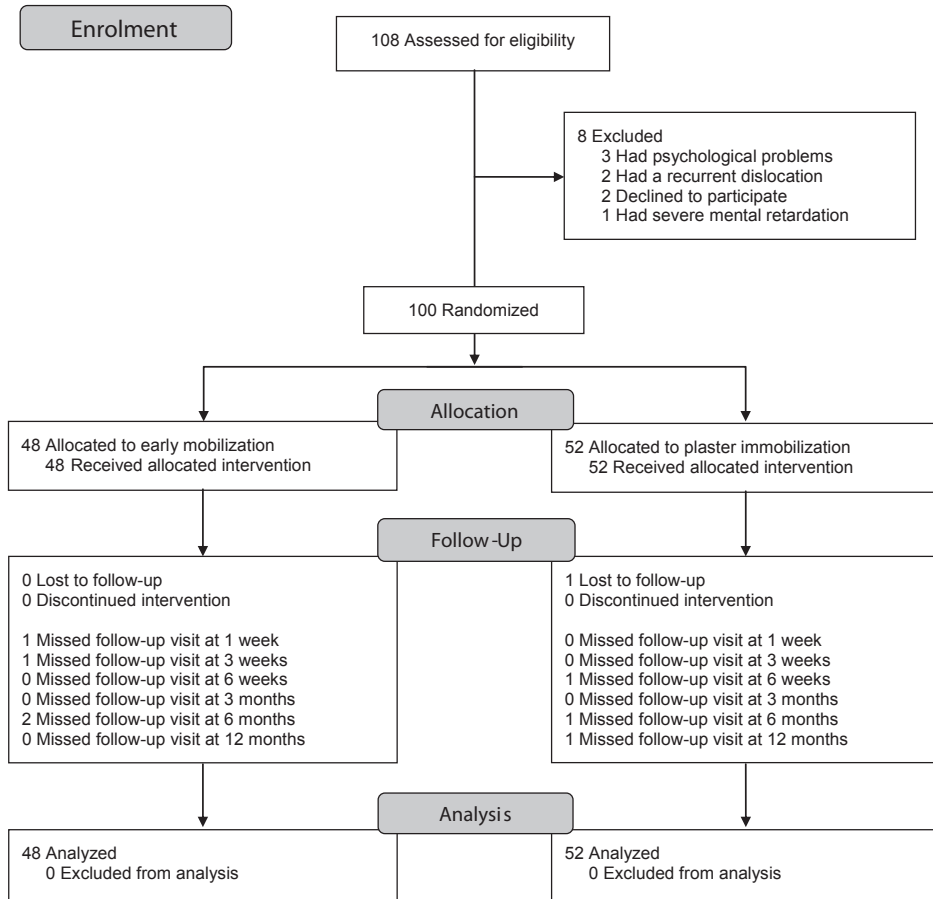 Enrolment
108 Assessed for eligibility
8 Excluded
3 Had psychological problems
2 Had a recurrent dislocation
2 Declined to participate
1 Had severe mental retardation
100 Randomized
Allocation
48 Allocated to early mobilization
48 Received allocated intervention
52 Allocated to plaster immobilization
52 Received allocated intervention
Follow-Up
0 Lost to follow-up
0 Discontinued intervention
1 Missed follow-up visit at 1 week
1 Missed follow-up visit at 3 weeks
0 Missed follow-up visit at 6 weeks
0 Missed follow-up visit at 3 months
2 Missed follow-up visit at 6 months
0 Missed follow-up visit at 12 months
1 Lost to follow-up
0 Discontinued intervention
0 Missed follow-up visit at 1 week
0 Missed follow-up visit at 3 weeks
1 Missed follow-up visit at 6 weeks
0 Missed follow-up visit at 3 months
1 Missed follow-up visit at 6 months
1 Missed follow-up visit at 12 months
Analysis
48 Analyzed
0 Excluded from analysis
52 Analyzed
0 Excluded from analysis